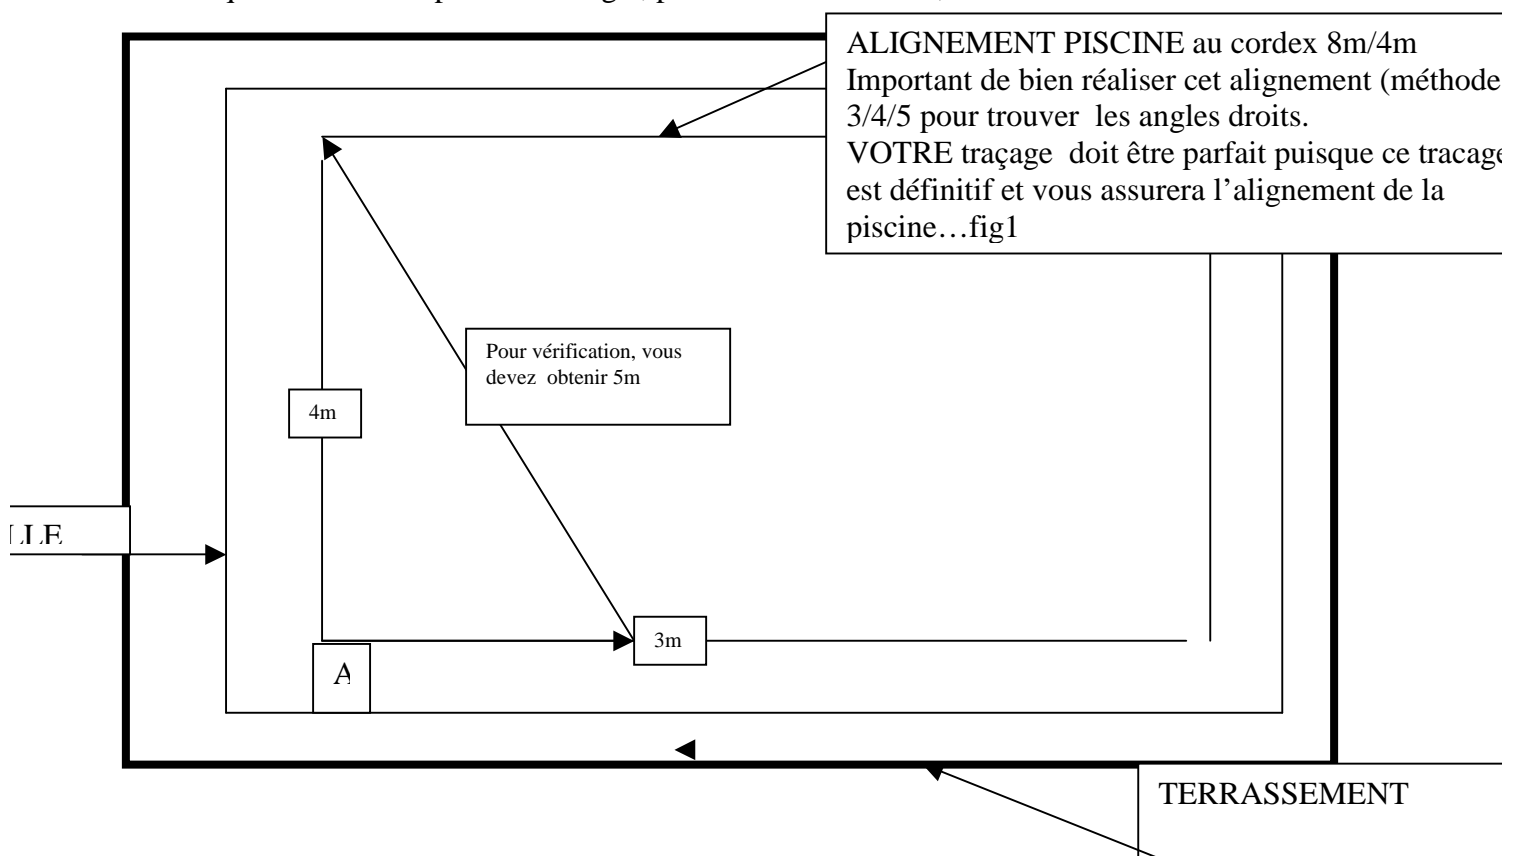 ALIGNEMENT PISCINE au cordex 8m/4m
Important de bien réaliser cet alignement (méthode
3/4/5 pour trouver les angles droits.
VOTRE traçage doit être parfait puisque ce tracage
est définitif et vous assurera l’alignement de la
piscine…fig1
Pour vérification, vous
devez obtenir 5m
4m
LLE
3m
A
TERRASSEMENT